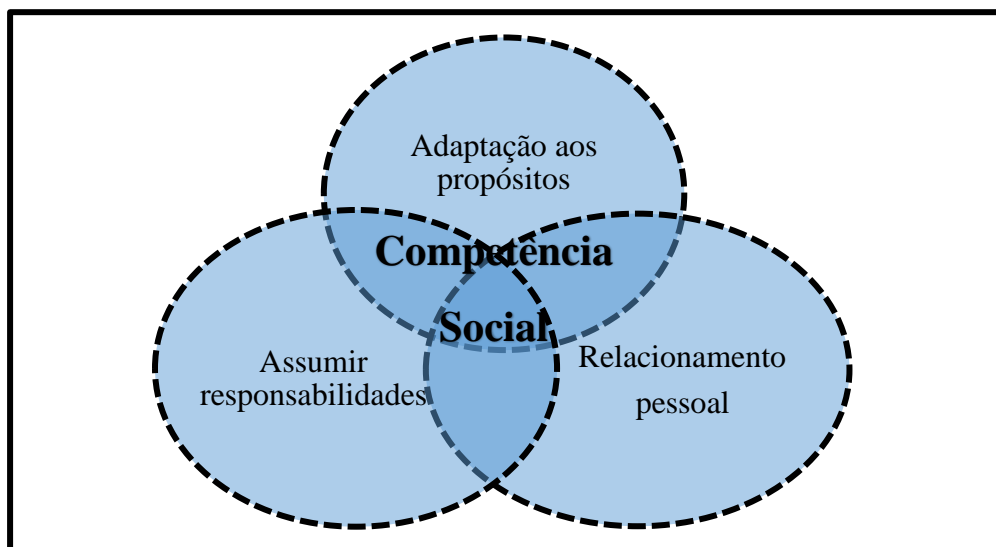 Adaptação aos
propósitos
Competência
Social
Assumir
responsabilidades
Relacionamento
pessoal